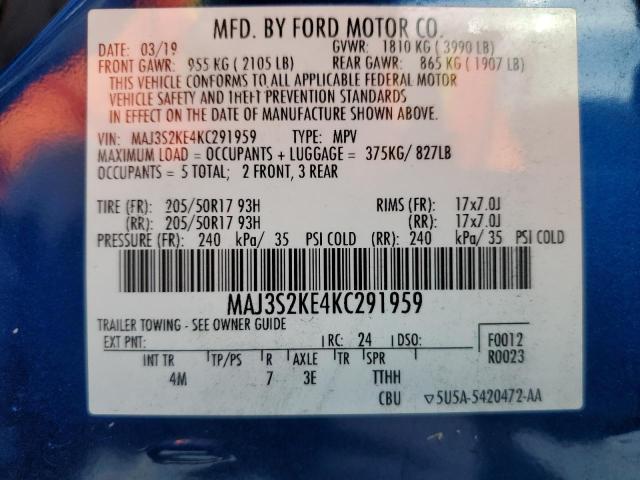 MFD. BY FORD MOTOR CO.
DATE: 03/19 GVWR: 1810 KG ( 3990 LB)
FRONT GAWR: 955 KG ( 2105 LB) REAR GAWR: 865 KG ( 1907 LB)
THIS VEHICLE CONFORMS TO ALL APPLICABLE FEDERAL MOTOR
VEHICLE SAFETY AND THEFT PREVENTION STANDARDS
IN EFFECT ON THE DATE OF MANUFACTURE SHOWN ABOVE.
VIN: MAJ3S2KE4KC291959 TYPE: MPV
MAXIMUM LOAD = OCCUPANTS + LUGGAGE = 375KG/ 827LB
OCCUPANTS = 5 TOTAL; 2 FRONT, 3 REAR
TIRE (FR): 205/50R17 93H RIMS (FR): 17x7.0J
(RR): 205/50R17 93H (RR): 17x7.0J
PRESSURE (FR): 240 kPa/ 35 PSI COLD (RR): 240 kPa/ 35 PSI COLD
MAJ3S2KE4KC291959
TRAILER TOWING - SEE OWNER GUIDE
EXT PNT: RC: 24 DSO: F0012
R0023
INT TR TP/PS R AXLE TR SPR
4M 7 3E TTHH
CBU ▽5U5A-5420472-AA